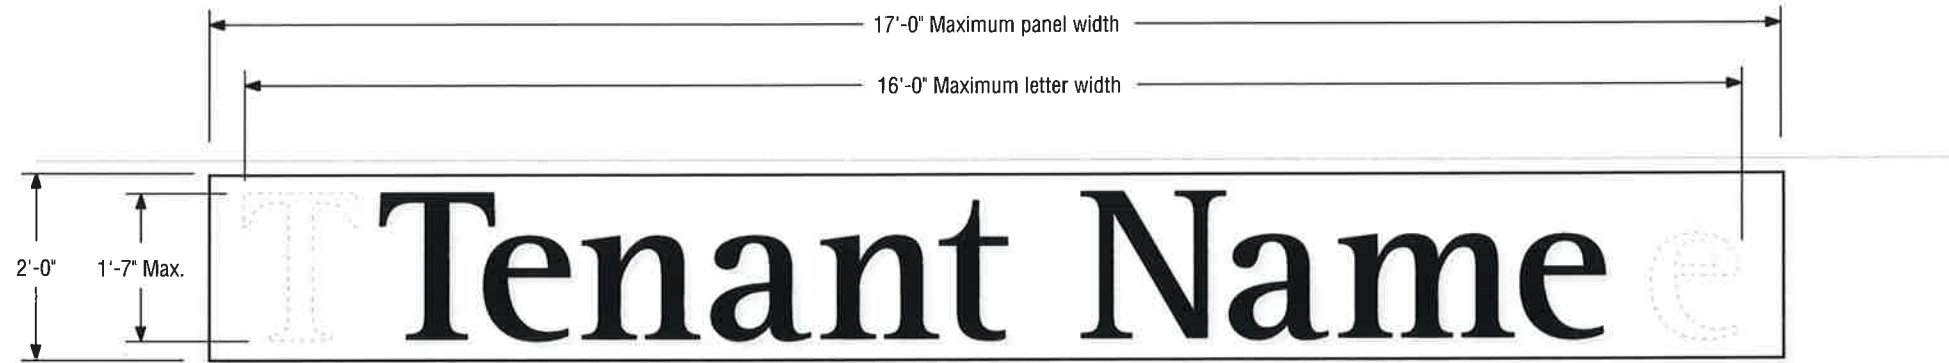 17'-0" Maximum panel width
16'-0" Maximum letter width
2'-0"
1'-7" Max.
T Tenant Name e